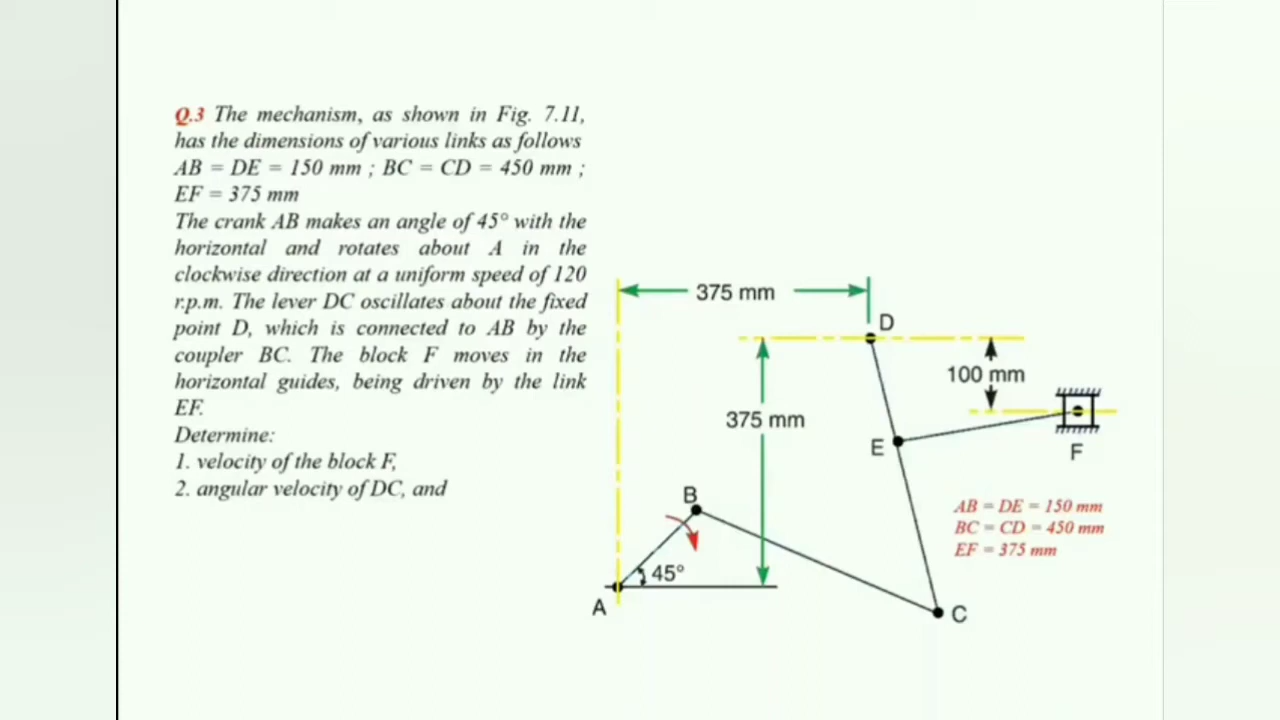 Q.3 The mechanism, as shown in Fig. 7.11,
has the dimensions of various links as follows
AB = DE = 150 mm ; BC = CD = 450 mm ;
EF = 375 mm
The crank AB makes an angle of 45° with the
horizontal and rotates about A in the
clockwise direction at a uniform speed of 120
r.p.m. The lever DC oscillates about the fixed
point D, which is connected to AB by the
coupler BC. The block F moves in the
horizontal guides, being driven by the link
EF.
Determine:
1. velocity of the block F,
2. angular velocity of DC, and
375 mm
D
100 mm
375 mm
E
F
B
AB = DE = 150 mm
BC = CD = 450 mm
EF = 375 mm
45°
A
C